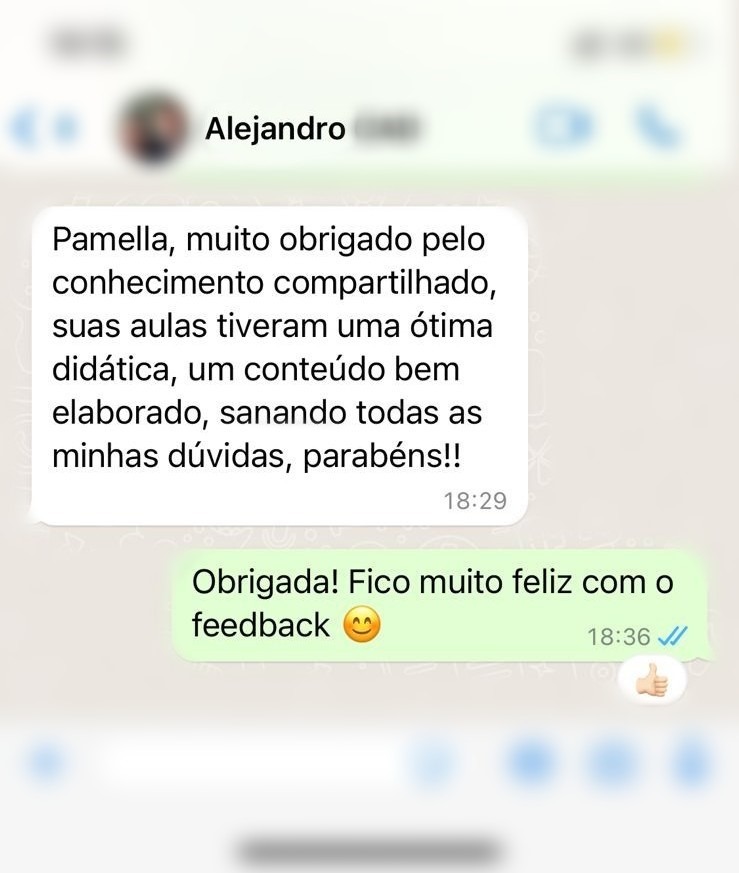 Alejandro
Pamella, muito obrigado pelo
conhecimento compartilhado,
suas aulas tiveram uma ótima
didática, um conteúdo bem
elaborado, sanando todas as
minhas dúvidas, parabéns!!
18:29
Obrigada! Fico muito feliz com o
feedback 😊
18:36